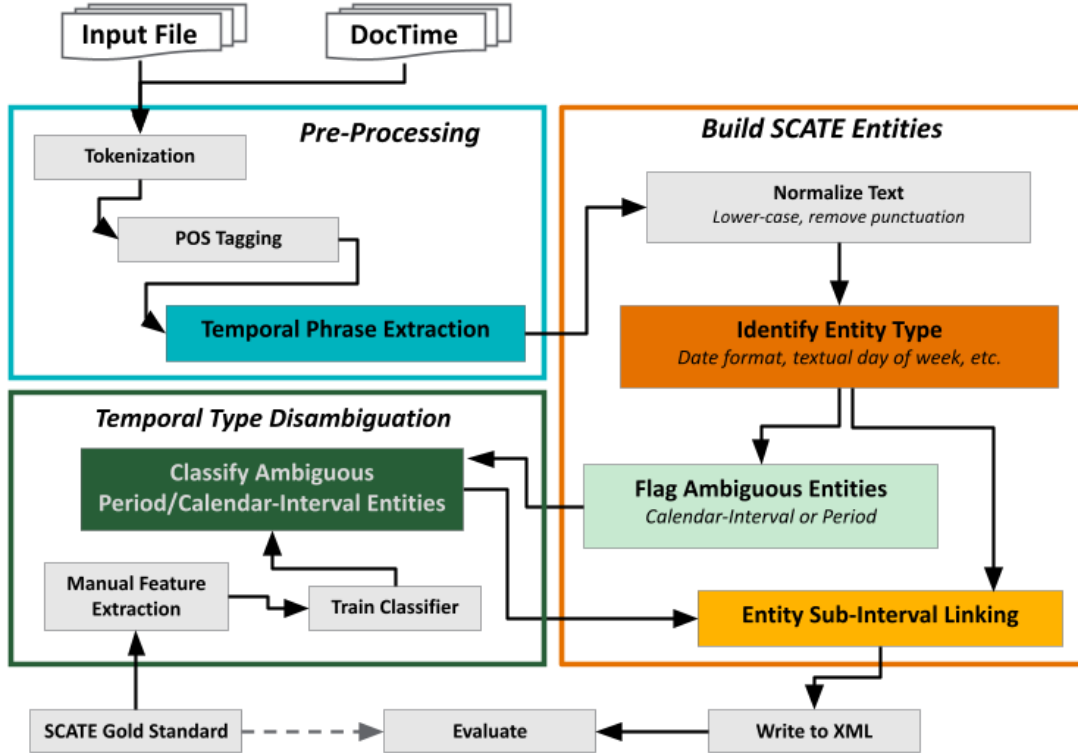 Input File
DocTime
Pre-Processing
Tokenization
POS Tagging
Temporal Phrase Extraction
Build SCATE Entities
Normalize Text
Lower-case, remove punctuation
Identify Entity Type
Date format, textual day of week, etc.
Flag Ambiguous Entities
Calendar-Interval or Period
Entity Sub-Interval Linking
Temporal Type Disambiguation
Classify Ambiguous
Period/Calendar-Interval Entities
Manual Feature
Extraction
Train Classifier
SCATE Gold Standard
Evaluate
Write to XML